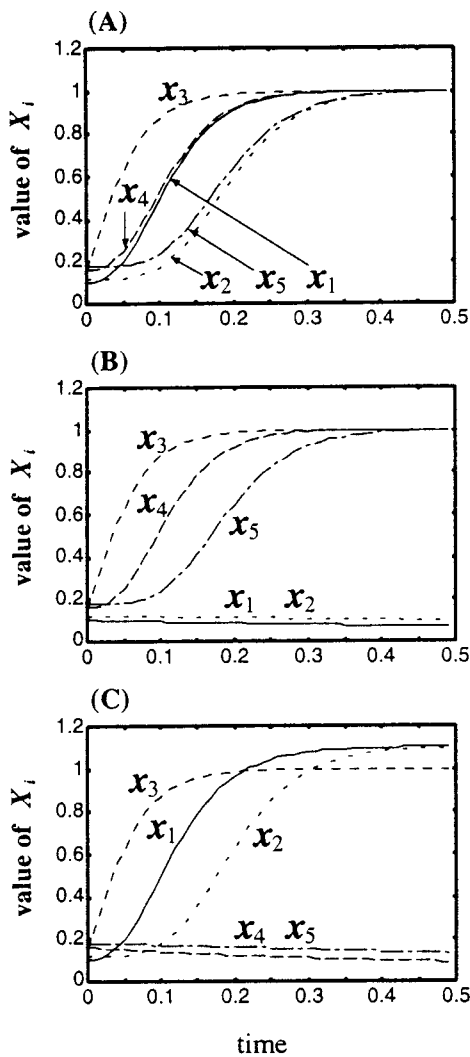 (A)
1.2
1
0.8
0.6
0.4
0.2
0
value of X_i
x_3
x_4
x_2 x_5 x_1
0 0.1 0.2 0.3 0.4 0.5
(B)
1.2
1
0.8
0.6
0.4
0.2
0
value of X_i
x_3
x_4
x_5
x_1 x_2
0 0.1 0.2 0.3 0.4 0.5
(C)
1.2
1
0.8
0.6
0.4
0.2
0
value of X_i
x_3
x_1
x_2
x_4 x_5
0 0.1 0.2 0.3 0.4 0.5
time